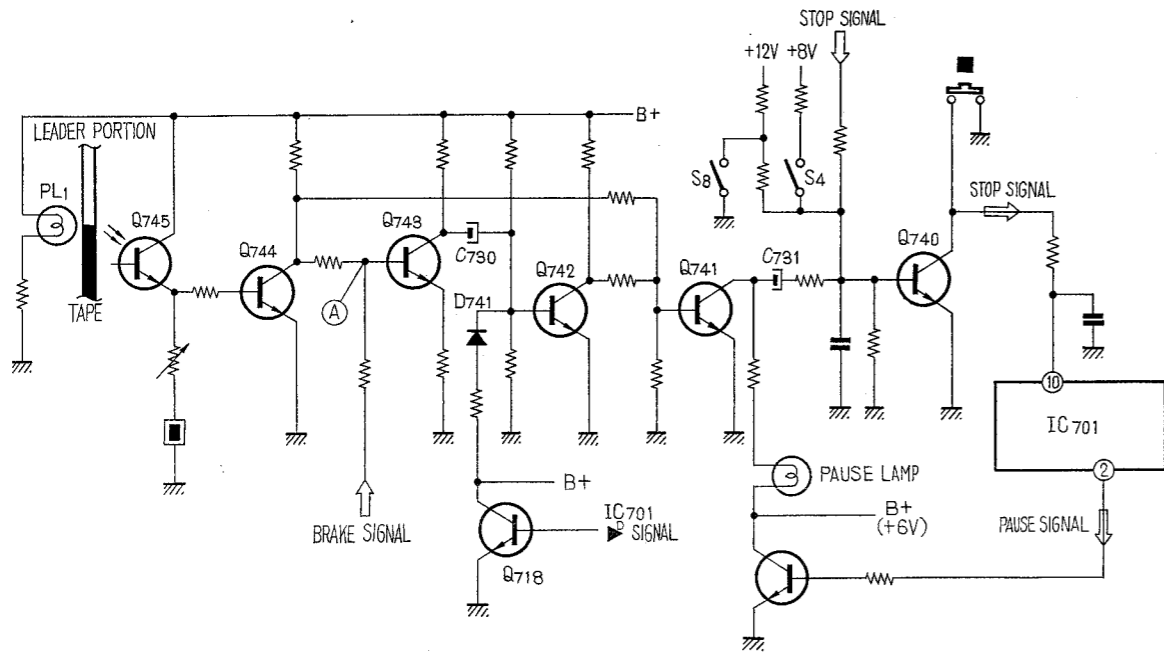 STOP SIGNAL
+12V
+8V
B+
LEADER PORTION
PL1
S8
S4
STOP SIGNAL
Q745
Q743
Q740
Q744
C730
Q742
Q741
C731
D741
A
TAPE
10
IC701
2
PAUSE LAMP
B+
BRAKE SIGNAL
IC701
P SIGNAL
B+
(+6V)
PAUSE SIGNAL
Q718